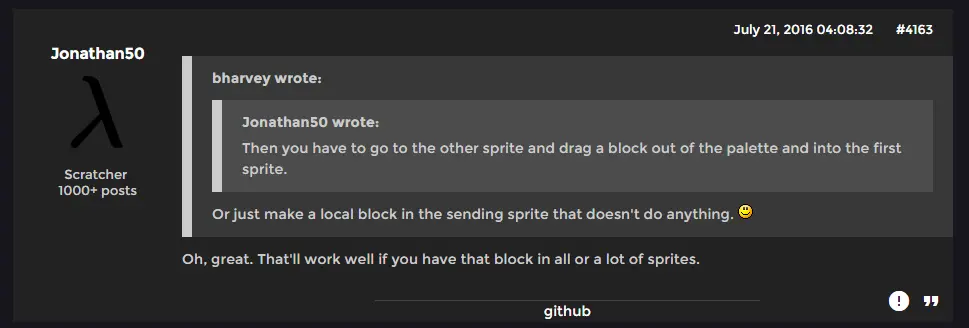 July 21, 2016 04:08:32 #4163
Jonathan50
λ
Scratcher
1000+ posts
bharvey wrote:
Jonathan50 wrote:
Then you have to go to the other sprite and drag a block out of the palette and into the first
sprite.
Or just make a local block in the sending sprite that doesn't do anything.
Oh, great. That'll work well if you have that block in all or a lot of sprites.
github